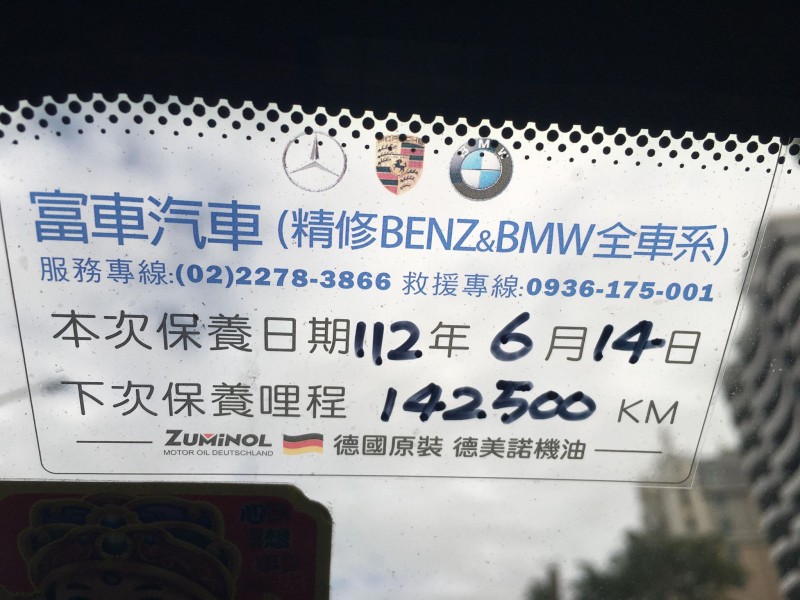 BMW
富車汽車(精修BENZ&BMW全車系)
服務專線:(02)2278-3866 救援專線:0936-175-001
本次保養日期112年6月14日
下次保養哩程 142500 KM
ZUMINOL MOTOR OIL DEUTSCHLAND 德國原裝 德美諾機油